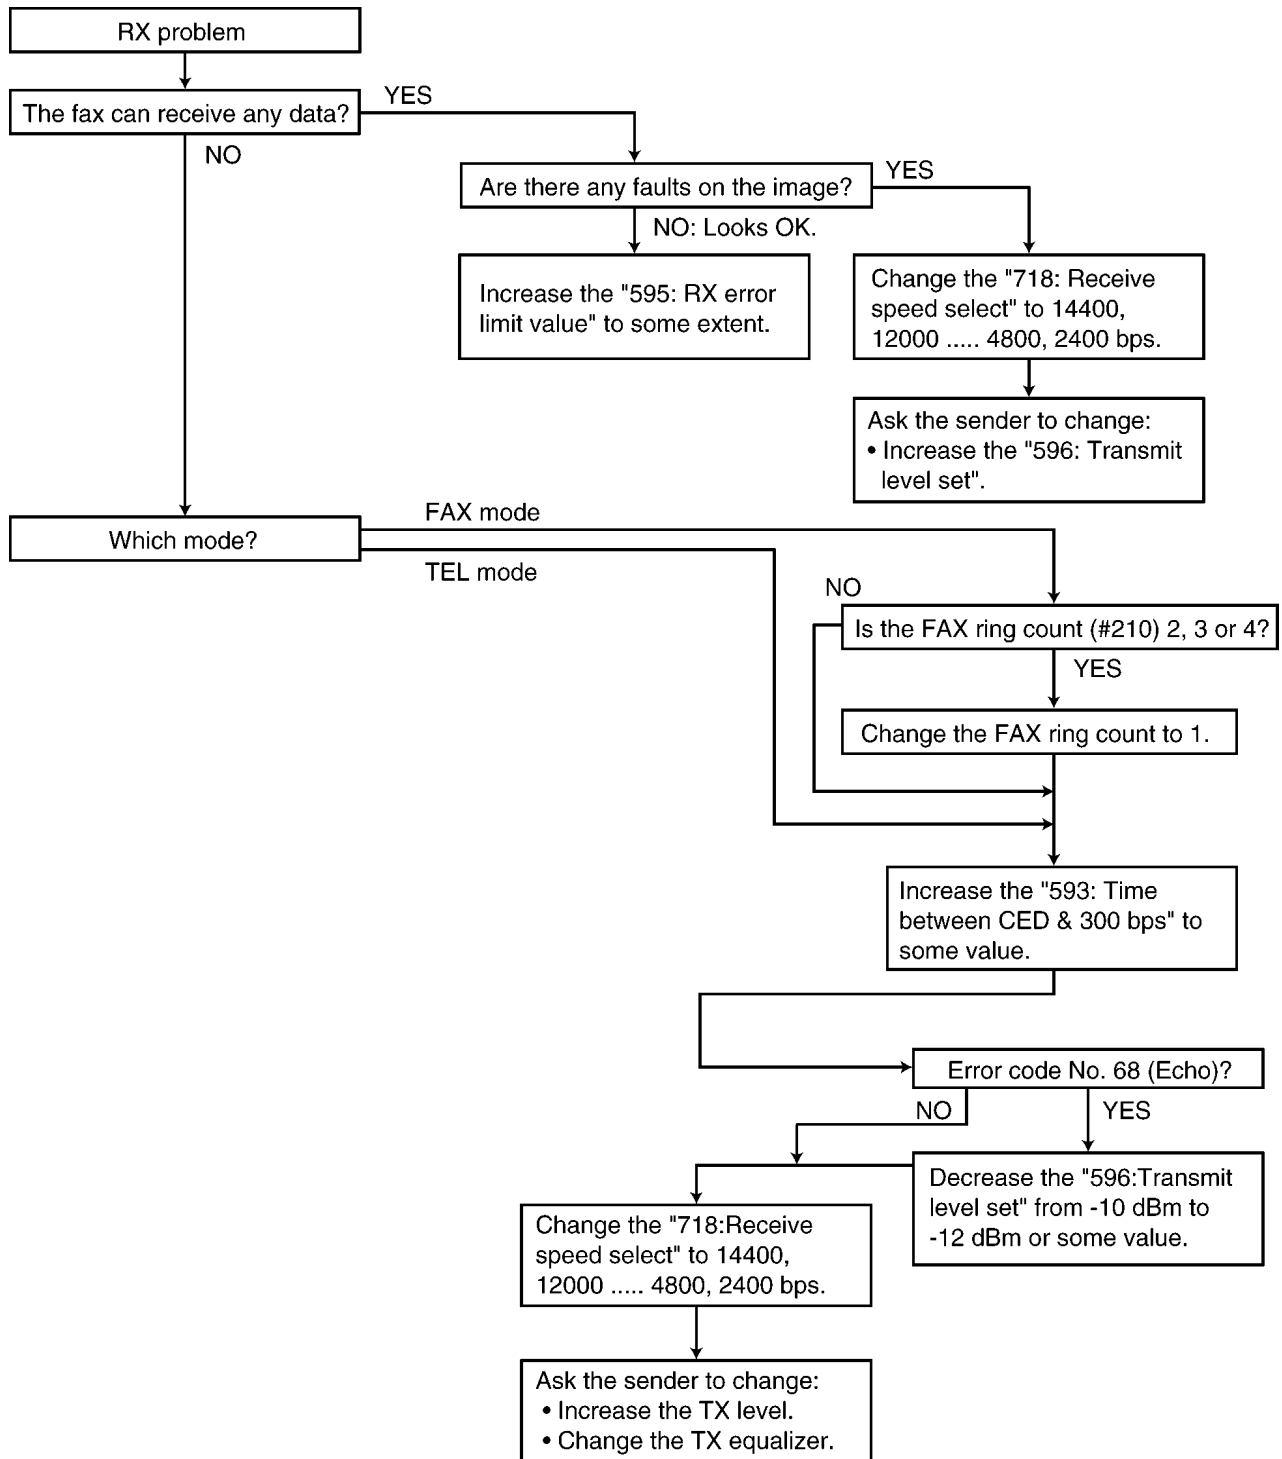 RX problem
The fax can receive any data?
YES
NO
Are there any faults on the image?
YES
NO: Looks OK.
Increase the "595: RX error
limit value" to some extent.
Change the "718: Receive
speed select" to 14400,
12000 ..... 4800, 2400 bps.
Ask the sender to change:
• Increase the "596: Transmit
level set".
Which mode?
FAX mode
TEL mode
NO
Is the FAX ring count (#210) 2, 3 or 4?
YES
Change the FAX ring count to 1.
Increase the "593: Time
between CED & 300 bps" to
some value.
Error code No. 68 (Echo)?
NO
YES
Decrease the "596:Transmit
level set" from -10 dBm to
-12 dBm or some value.
Change the "718:Receive
speed select" to 14400,
12000 ..... 4800, 2400 bps.
Ask the sender to change:
• Increase the TX level.
• Change the TX equalizer.